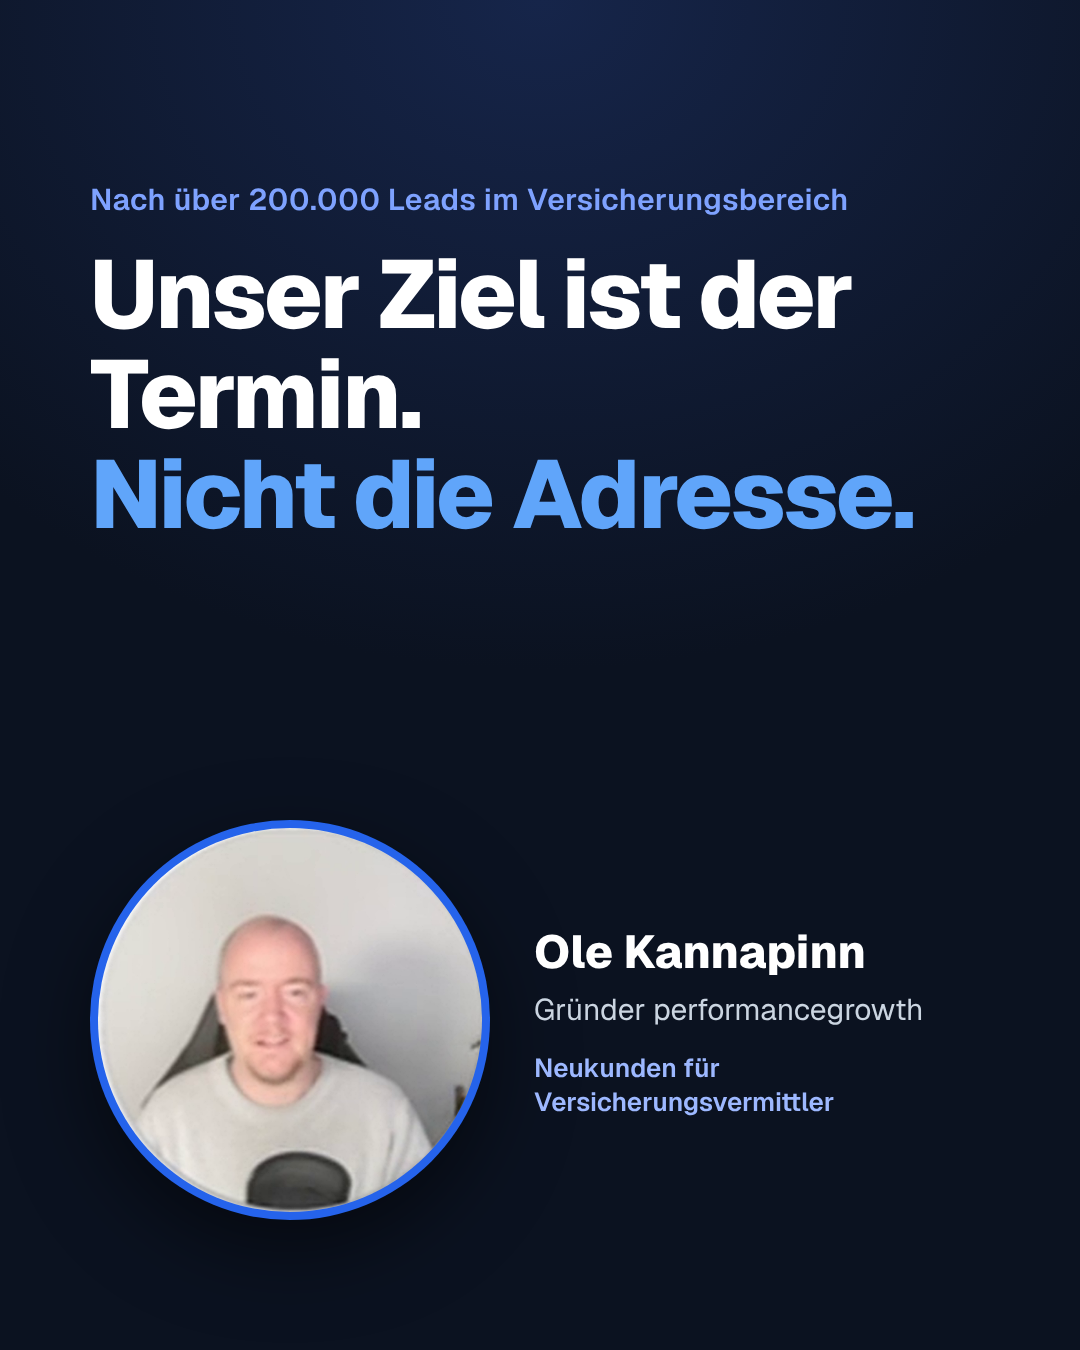 Nach über 200.000 Leads im Versicherungsbereich
Unser Ziel ist der
Termin.
Nicht die Adresse.
Ole Kannapinn
Gründer performancegrowth
Neukunden für
Versicherungsvermittler